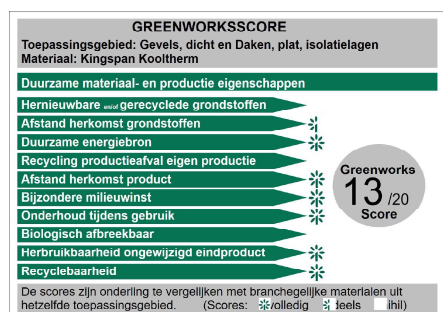 GREENWORKSSCORE
Toepassingsgebied: Gevels, dicht en Daken, plat, isolatielagen
Materiaal: Kingspan Kooltherm
Duurzame materiaal- en productie eigenschappen
Hernieuwbare en/of gerecyclede grondstoffen
Afstand herkomst grondstoffen
Duurzame energiebron
Recycling productieafval eigen productie
Afstand herkomst product
Bijzondere milieuwinst
Onderhoud tijdens gebruik
Biologisch afbreekbaar
Herbruikbaarheid ongewijzigd eindproduct
Recyclebaarheid
Greenworks
13 /20
Score
De scores zijn onderling te vergelijken met branchegelijke materialen uit
hetzelfde toepassingsgebied. (Scores: volledig deels nihil)